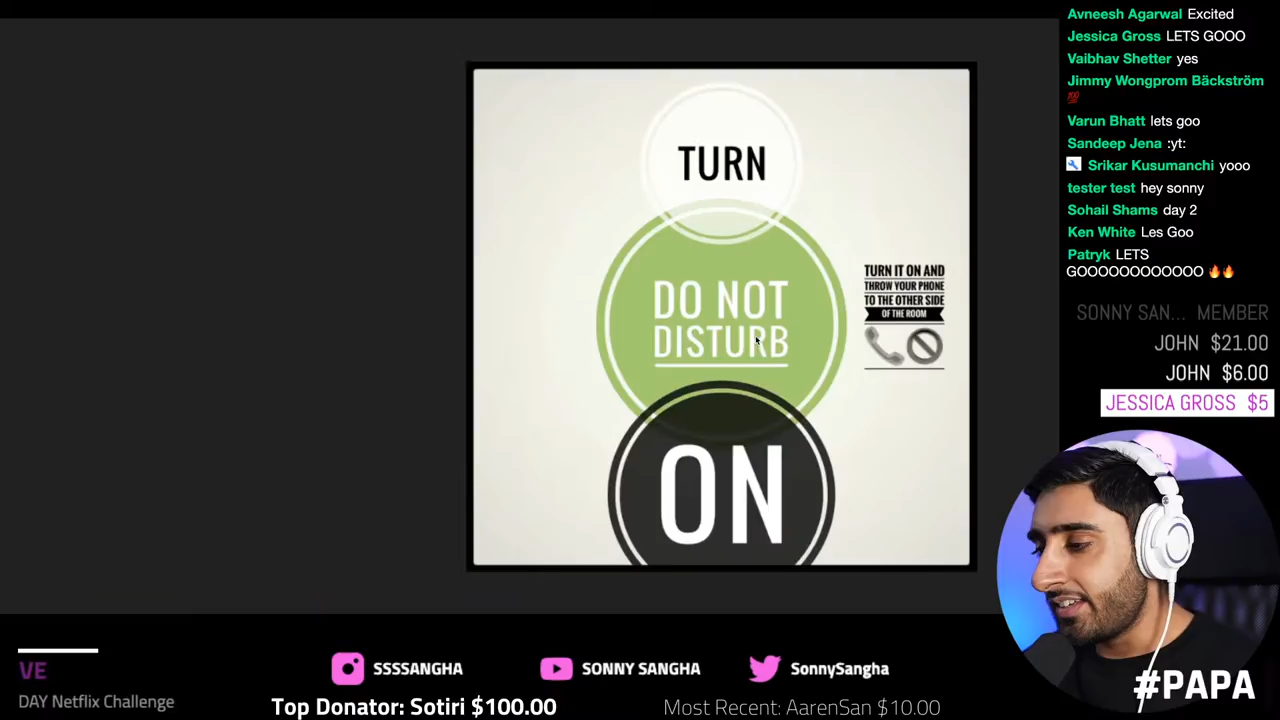 Avneesh Agarwal Excited
Jessica Gross LETS GOOO
Vaibhav Shetter yes
Jimmy Wongprom Bäckström
💯
Varun Bhatt lets goo
Sandeep Jena :yt:
Srikar Kusumanchi yooo
tester test hey sonny
Sohail Shams day 2
Ken White Les Goo
Patryk LETS
GOOOOOOOOOOOO 🔥🔥
SONNY SAN... MEMBER
JOHN $21.00
JOHN $6.00
JESSICA GROSS $5
TURN
DO NOT
DISTURB
ON
TURN IT ON AND
THROW YOUR PHONE
TO THE OTHER SIDE
OF THE ROOM
VE
DAY Netflix Challenge
SSSSANGHA
SONNY SANGHA
SonnySangha
Top Donator: Sotiri $100.00
Most Recent: AarenSan $10.00
#PAPA